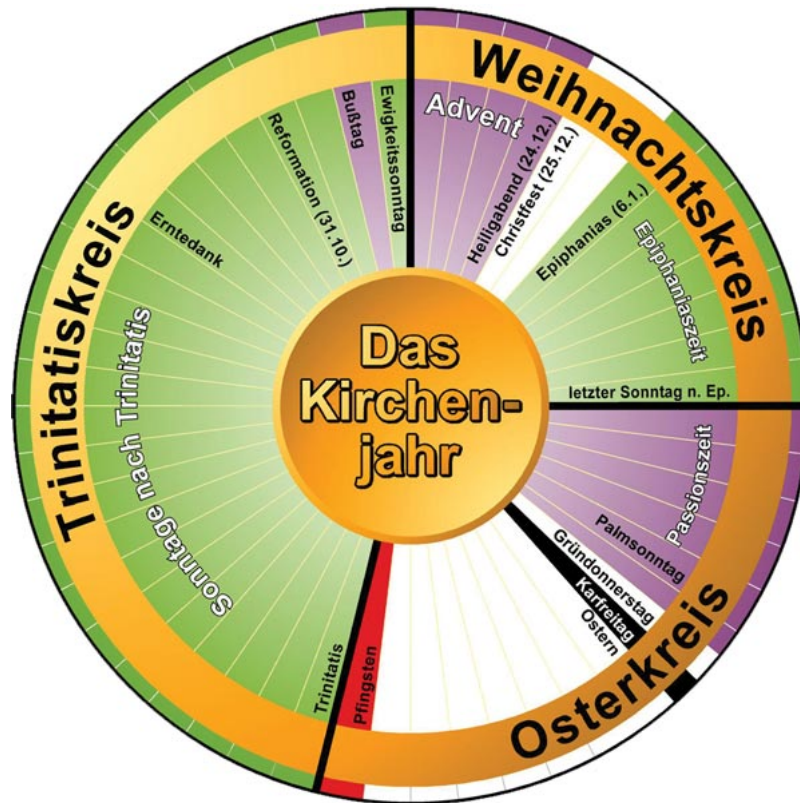 Das
Kirchen-
jahr
Weihnachtskreis
Advent
Heiligabend (24.12.)
Christfest (25.12.)
Epiphanias (6.1.)
Epiphaniaszeit
letzter Sonntag n. Ep.
Osterkreis
Passionszeit
Palmsonntag
Gründonnerstag
Karfreitag
Ostern
Pfingsten
Trinitatiskreis
Trinitatis
Sonntage nach Trinitatis
Erntedank
Reformation (31.10.)
Bußtag
Ewigkeitssonntag